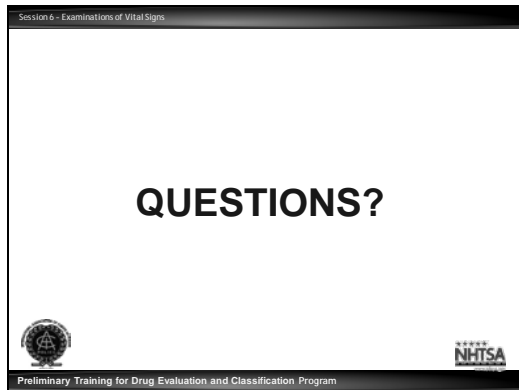 Session 6 - Examinations of Vital Signs
QUESTIONS?
NHTSA
Preliminary Training for Drug Evaluation and Classification Program